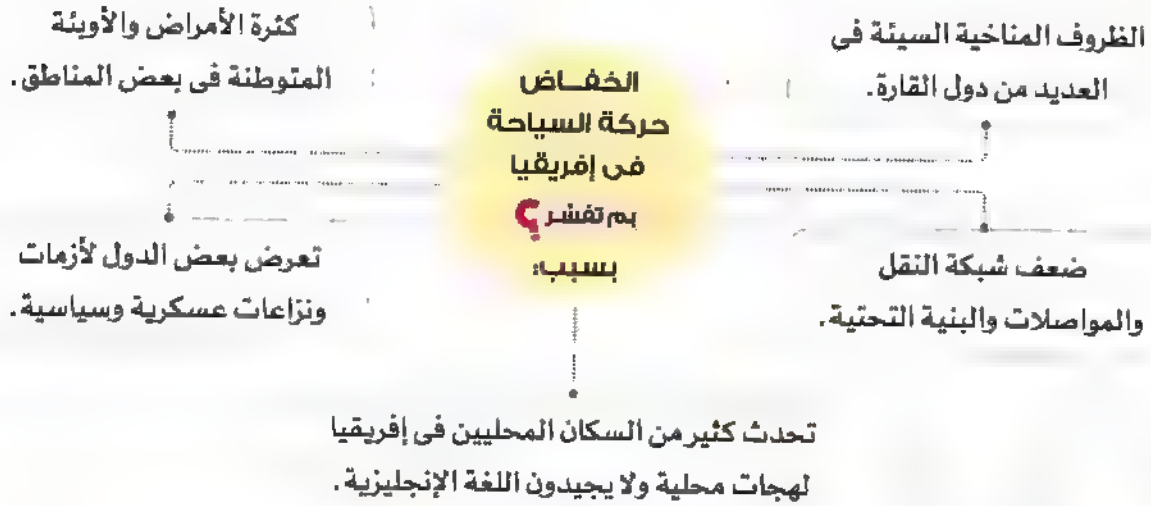 الخفــاض
حركة السياحة
فى إفريقيا
بم تفسر ؟
بسبب:
الظروف المناخية السيئة فى
العديد من دول القارة.
كثرة الأمراض والأوبئة
المتوطنة فى بعض المناطق.
ضعف شبكة النقل
والمواصلات والبنية التحتية.
تعرض بعض الدول لأزمات
ونزاعات عسكرية وسياسية.
تحدث كثير من السكان المحليين فى إفريقيا
لهجات محلية ولا يجيدون اللغة الإنجليزية.